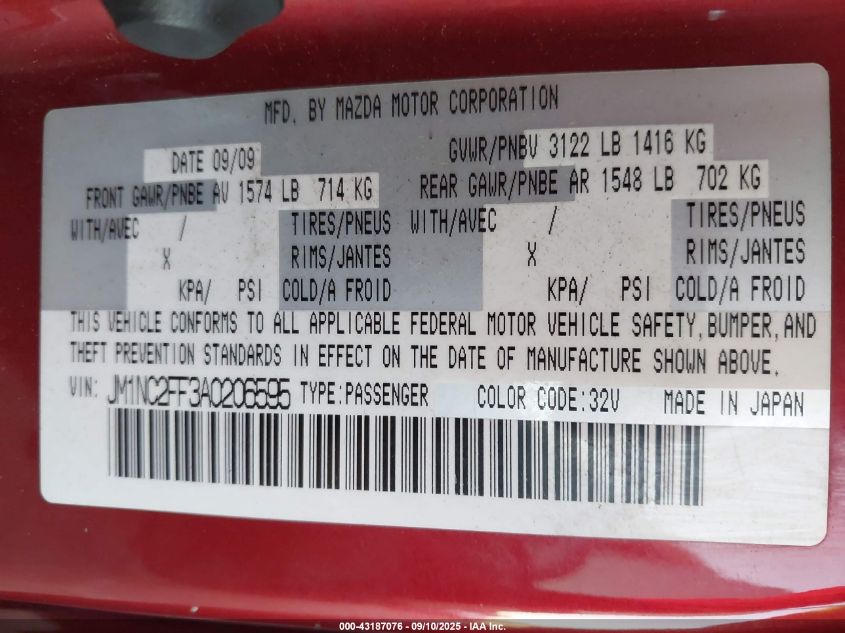 MFD. BY MAZDA MOTOR CORPORATION
DATE 09/09 GVWR/PNBV 3122 LB 1416 KG
FRONT GAWR/PNBE AV 1574 LB 714 KG REAR GAWR/PNBE AR 1548 LB 702 KG
WITH/AVEC / TIRES/PNEUS WITH/AVEC / TIRES/PNEUS
X RIMS/JANTES X RIMS/JANTES
KPA/ PSI COLD/A FROID KPA/ PSI COLD/A FROID
THIS VEHICLE CONFORMS TO ALL APPLICABLE FEDERAL MOTOR VEHICLE SAFETY, BUMPER, AND
THEFT PREVENTION STANDARDS IN EFFECT ON THE DATE OF MANUFACTURE SHOWN ABOVE.
VIN: JM1NC2FF3A0206595 TYPE:PASSENGER COLOR CODE:32V MADE IN JAPAN
000-43187076 - 09/10/2025 - IAA Inc.